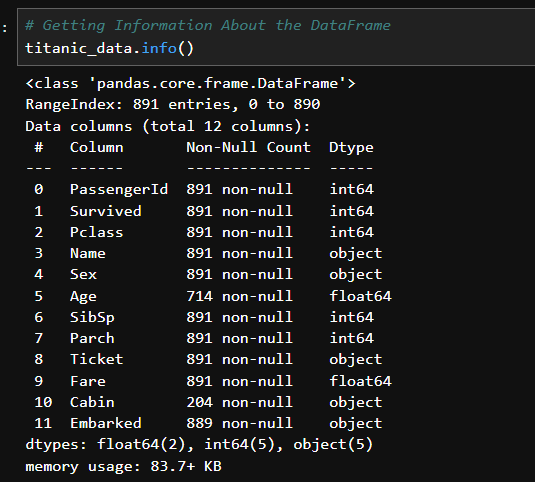 :
# Getting Information About the DataFrame
titanic_data.info()
<class 'pandas.core.frame.DataFrame'>
RangeIndex: 891 entries, 0 to 890
Data columns (total 12 columns):
 #   Column       Non-Null Count  Dtype
---  ------       --------------  -----
 0   PassengerId  891 non-null    int64
 1   Survived     891 non-null    int64
 2   Pclass       891 non-null    int64
 3   Name         891 non-null    object
 4   Sex          891 non-null    object
 5   Age          714 non-null    float64
 6   SibSp        891 non-null    int64
 7   Parch        891 non-null    int64
 8   Ticket       891 non-null    object
 9   Fare         891 non-null    float64
 10  Cabin        204 non-null    object
 11  Embarked     889 non-null    object
dtypes: float64(2), int64(5), object(5)
memory usage: 83.7+ KB